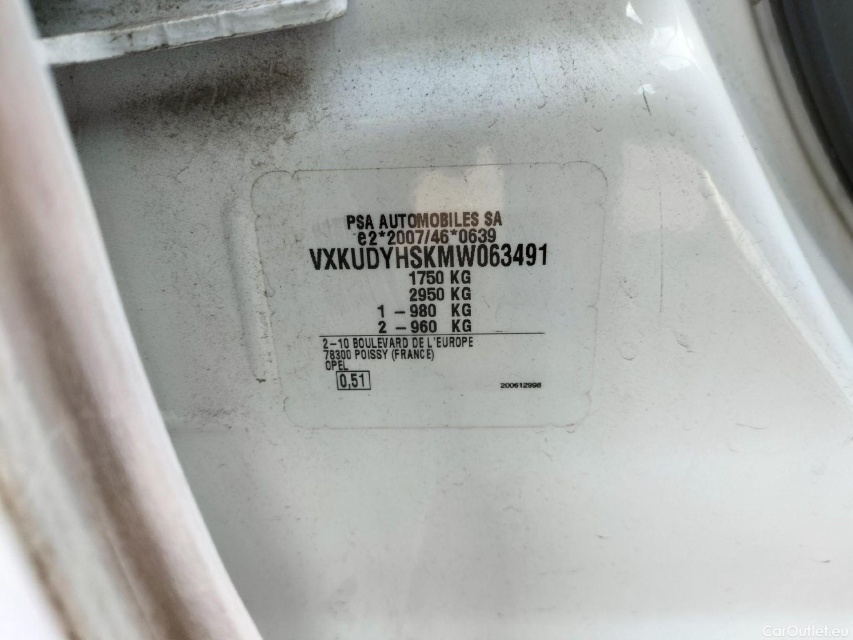 PSA AUTOMOBILES SA
e2*2007/46*0639
VXKUDYHSKMW063491
1750 KG
2950 KG
1 – 980 KG
2 – 960 KG
2–10 BOULEVARD DE L'EUROPE
78300 POISSY (FRANCE)
OPEL
0,51
200612998
CarOutlet.eu